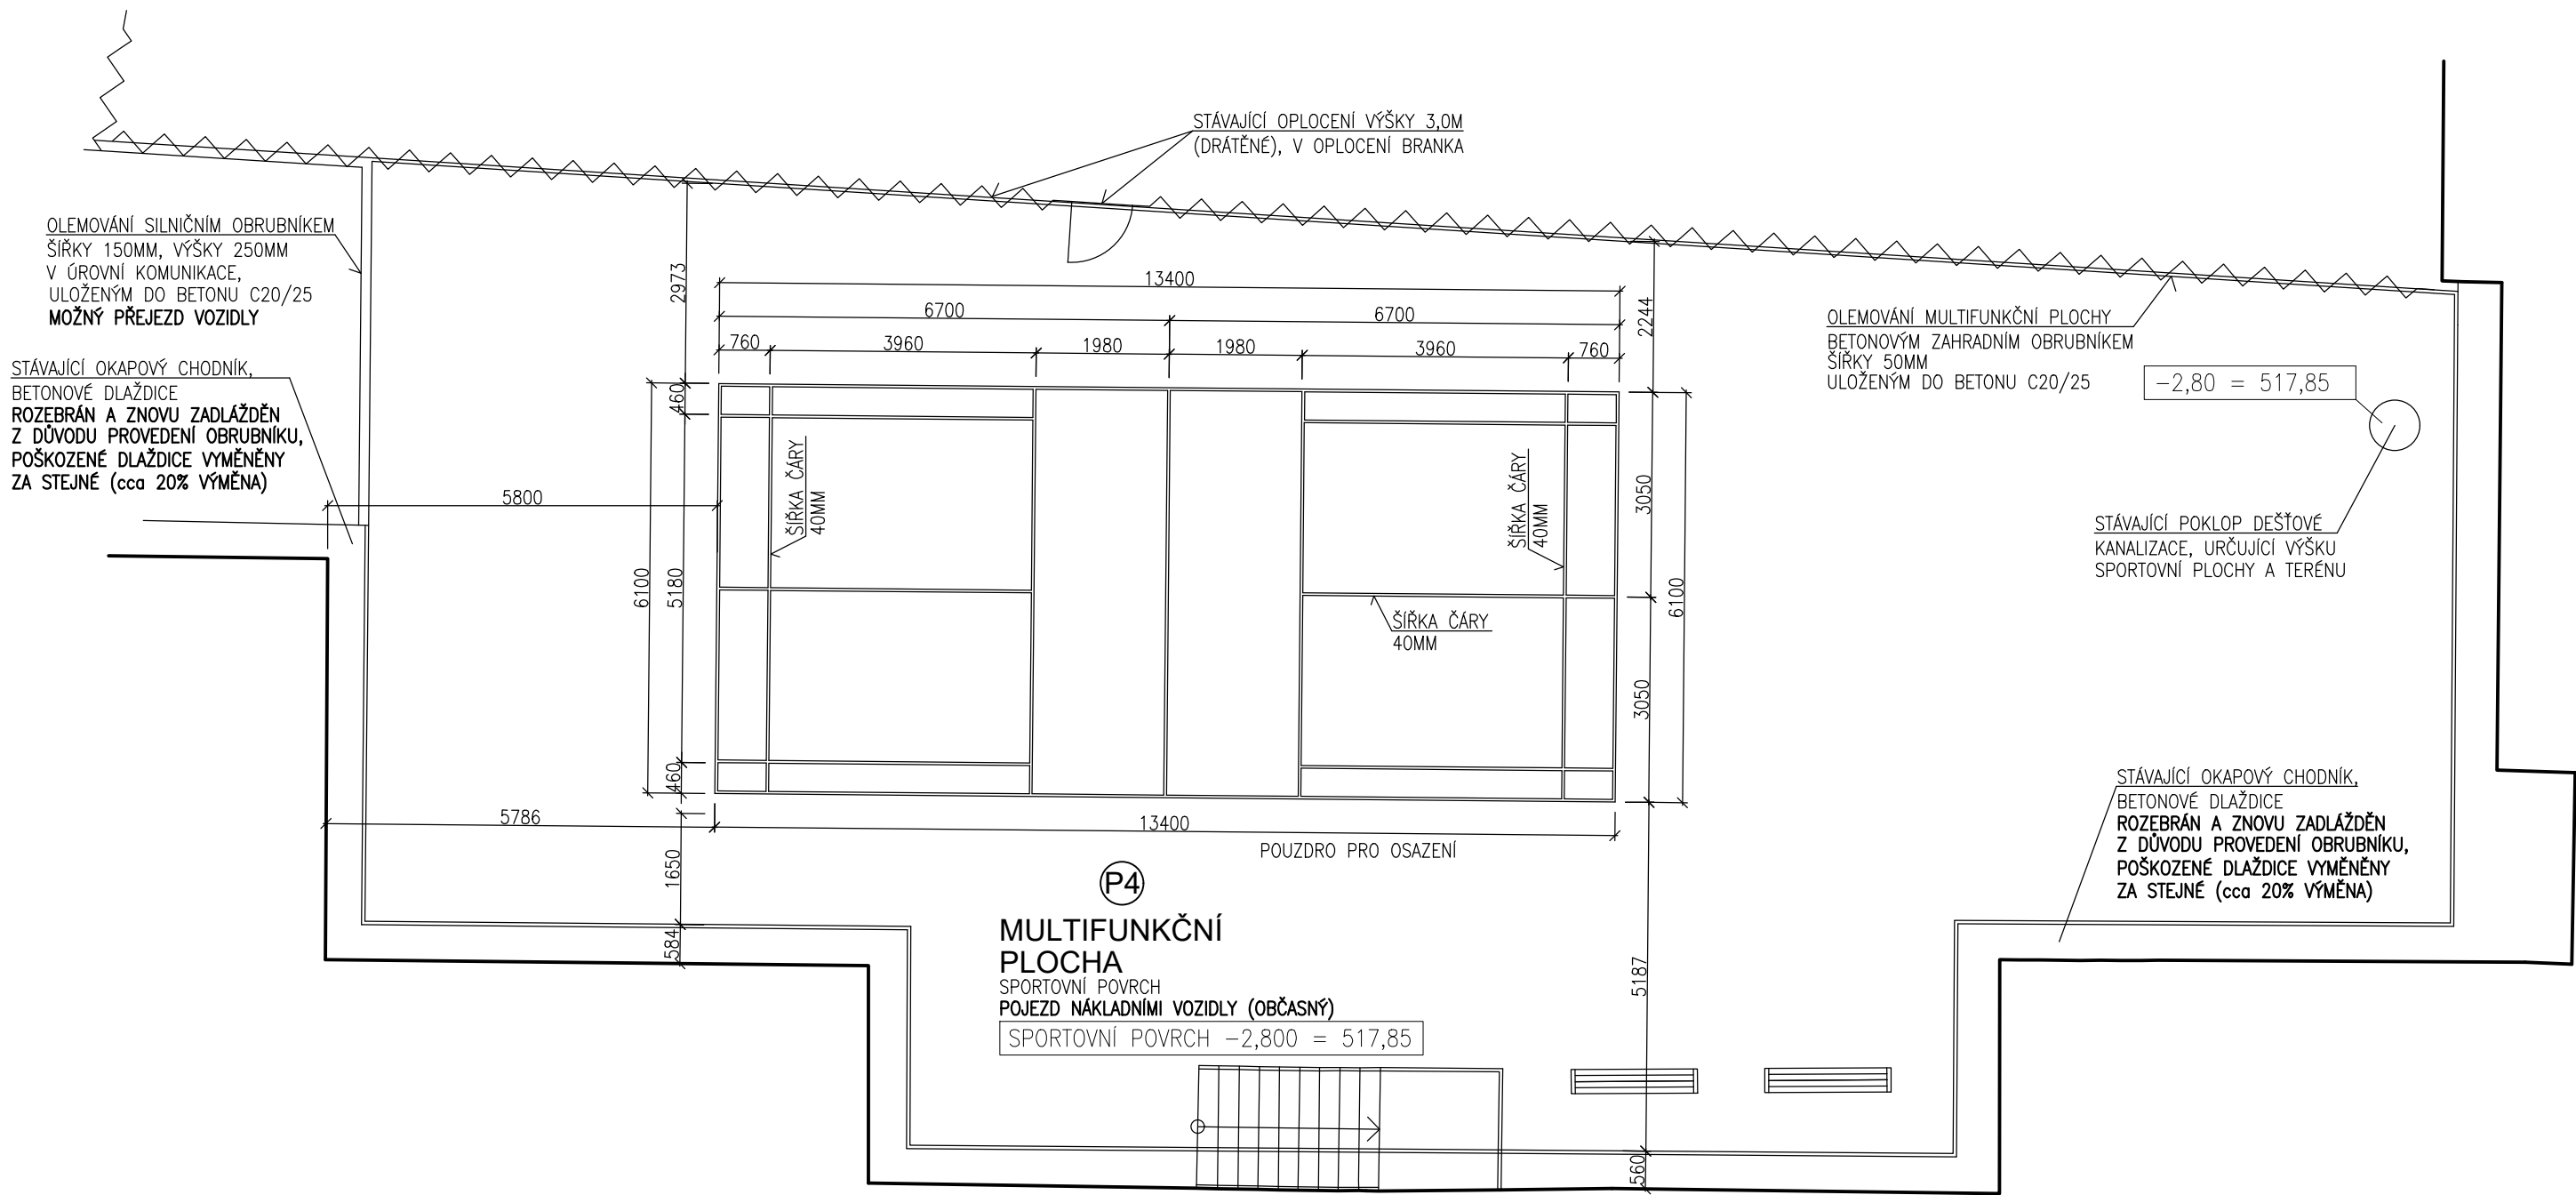 STÁVAJÍCÍ OPLOCENÍ VÝŠKY 3,0M
(DRÁTĚNÉ), V OPLOCENÍ BRANKA
OLEMOVÁNÍ SILNIČNÍM OBRUBNÍKEM
ŠÍŘKY 150MM, VÝŠKY 250MM
V ÚROVNÍ KOMUNIKACE,
ULOŽENÝM DO BETONU C20/25
MOŽNÝ PŘEJEZD VOZIDLY
STÁVAJÍCÍ OKAPOVÝ CHODNÍK,
BETONOVÉ DLAŽDICE
ROZEBRÁN A ZNOVU ZADLÁŽDĚN
Z DŮVODU PROVEDENÍ OBRUBNÍKU,
POŠKOZENÉ DLAŽDICE VYMĚNĚNY
ZA STEJNÉ (cca 20% VÝMĚNA)
2973
13400
6700
6700
760
3960
1980
1980
3960
760
2244
OLEMOVÁNÍ MULTIFUNKČNÍ PLOCHY
BETONOVÝM ZAHRADNÍM OBRUBNÍKEM
ŠÍŘKY 50MM
ULOŽENÝM DO BETONU C20/25
-2,80 = 517,85
460
5800
ŠÍŘKA ČÁRY
40MM
ŠÍŘKA ČÁRY
40MM
3050
STÁVAJÍCÍ POKLOP DEŠŤOVÉ
KANALIZACE, URČUJÍCÍ VÝŠKU
SPORTOVNÍ PLOCHY A TERÉNU
6100
5180
6100
ŠÍŘKA ČÁRY
40MM
3050
460
5786
13400
POUZDRO PRO OSAZENÍ
STÁVAJÍCÍ OKAPOVÝ CHODNÍK,
BETONOVÉ DLAŽDICE
ROZEBRÁN A ZNOVU ZADLÁŽDĚN
Z DŮVODU PROVEDENÍ OBRUBNÍKU,
POŠKOZENÉ DLAŽDICE VYMĚNĚNY
ZA STEJNÉ (cca 20% VÝMĚNA)
1650
584
P4
MULTIFUNKČNÍ
PLOCHA
SPORTOVNÍ POVRCH
POJEZD NÁKLADNÍMI VOZIDLY (OBČASNÝ)
SPORTOVNÍ POVRCH -2,800 = 517,85
5187
560